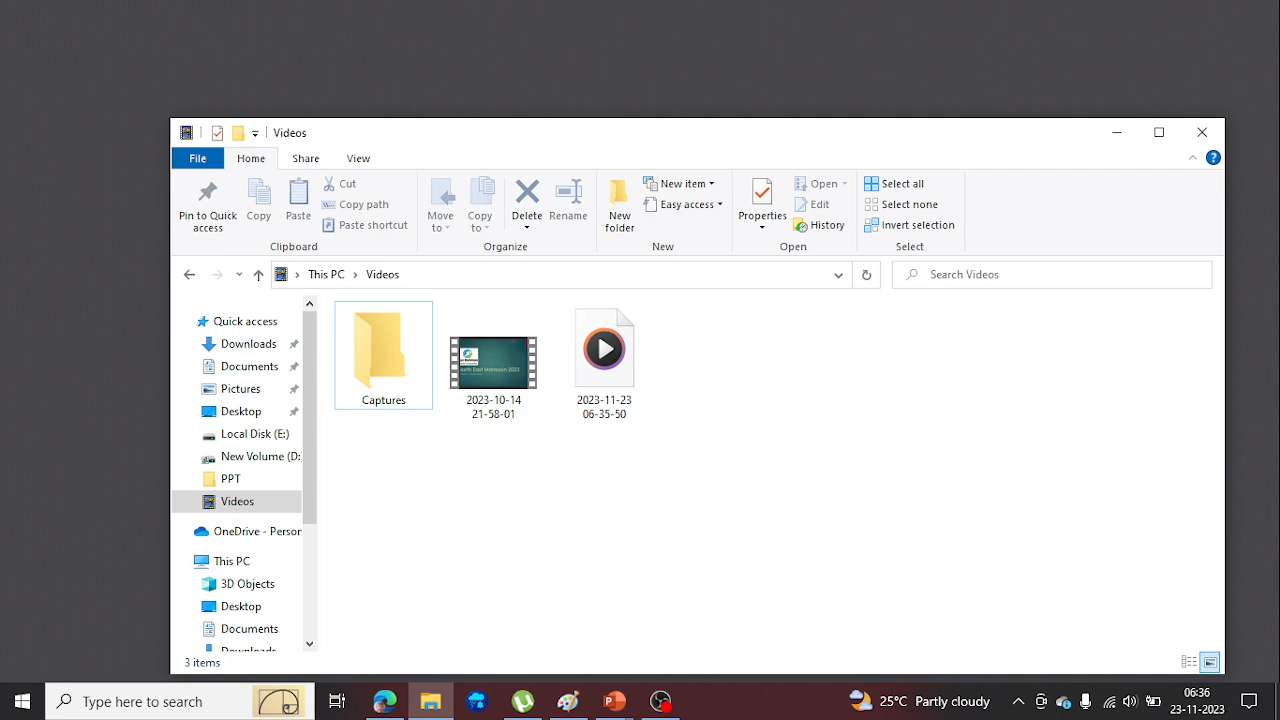 Videos
File
Home
Share
View
Pin to Quick access
Copy
Paste
Cut
Copy path
Paste shortcut
Clipboard
Move to
Copy to
Delete
Rename
Organize
New folder
New item
Easy access
New
Properties
Open
Edit
History
Open
Select all
Select none
Invert selection
Select
This PC
Videos
Search Videos
Quick access
Downloads
Documents
Pictures
Desktop
Local Disk (E:)
New Volume (D:
PPT
Videos
OneDrive - Person
This PC
3D Objects
Desktop
Documents
Downloads
Captures
North East Monsoon 2023
2023-10-14
21-58-01
2023-11-23
06-35-50
3 items
Type here to search
25°C Partly cloudy
06:36
23-11-2023